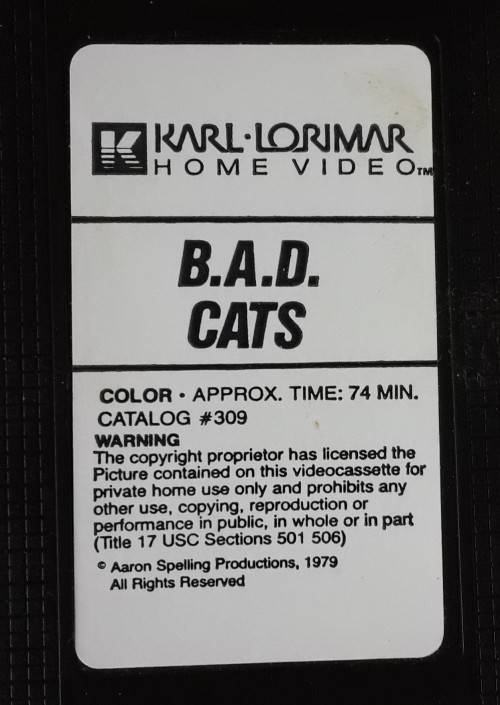 K KARL·LORIMAR
HOME VIDEO™
B.A.D.
CATS
COLOR • APPROX. TIME: 74 MIN.
CATALOG #309
WARNING
The copyright proprietor has licensed the
Picture contained on this videocassette for
private home use only and prohibits any
other use, copying, reproduction or
performance in public, in whole or in part
(Title 17 USC Sections 501 506)
© Aaron Spelling Productions, 1979
All Rights Reserved